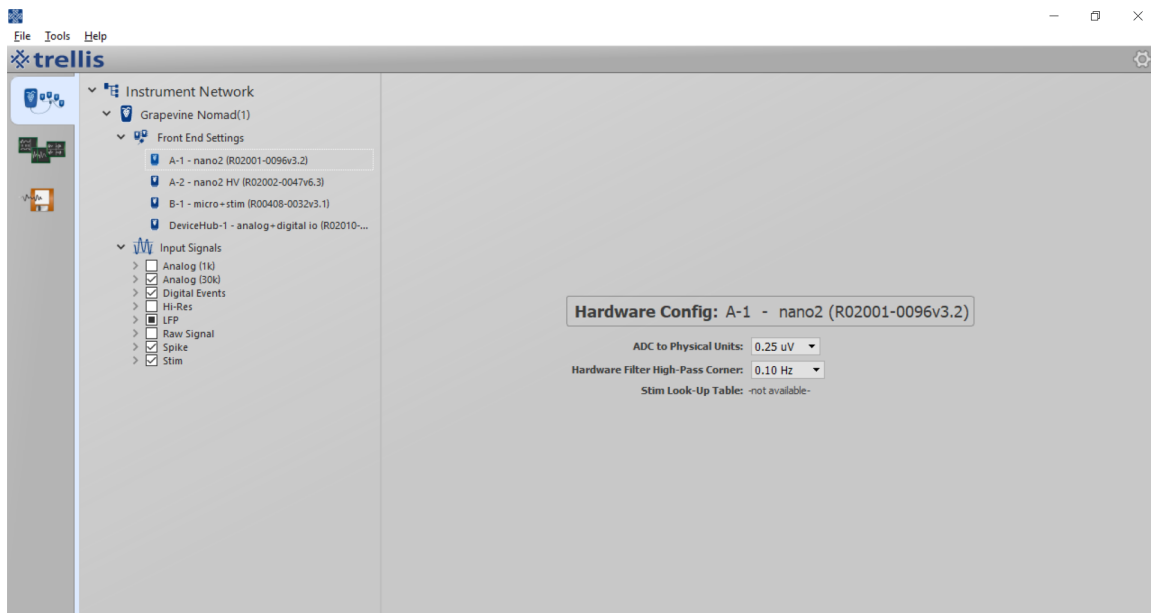 File Tools Help
trellis
Instrument Network
Grapevine Nomad(1)
Front End Settings
A-1 - nano2 (R02001-0096v3.2)
A-2 - nano2 HV (R02002-0047v6.3)
B-1 - micro+stim (R00408-0032v3.1)
DeviceHub-1 - analog+digital io (R02010-...
Input Signals
Analog (1k)
Analog (30k)
Digital Events
Hi-Res
LFP
Raw Signal
Spike
Stim
Hardware Config: A-1 - nano2 (R02001-0096v3.2)
ADC to Physical Units: 0.25 uV
Hardware Filter High-Pass Corner: 0.10 Hz
Stim Look-Up Table: -not available-